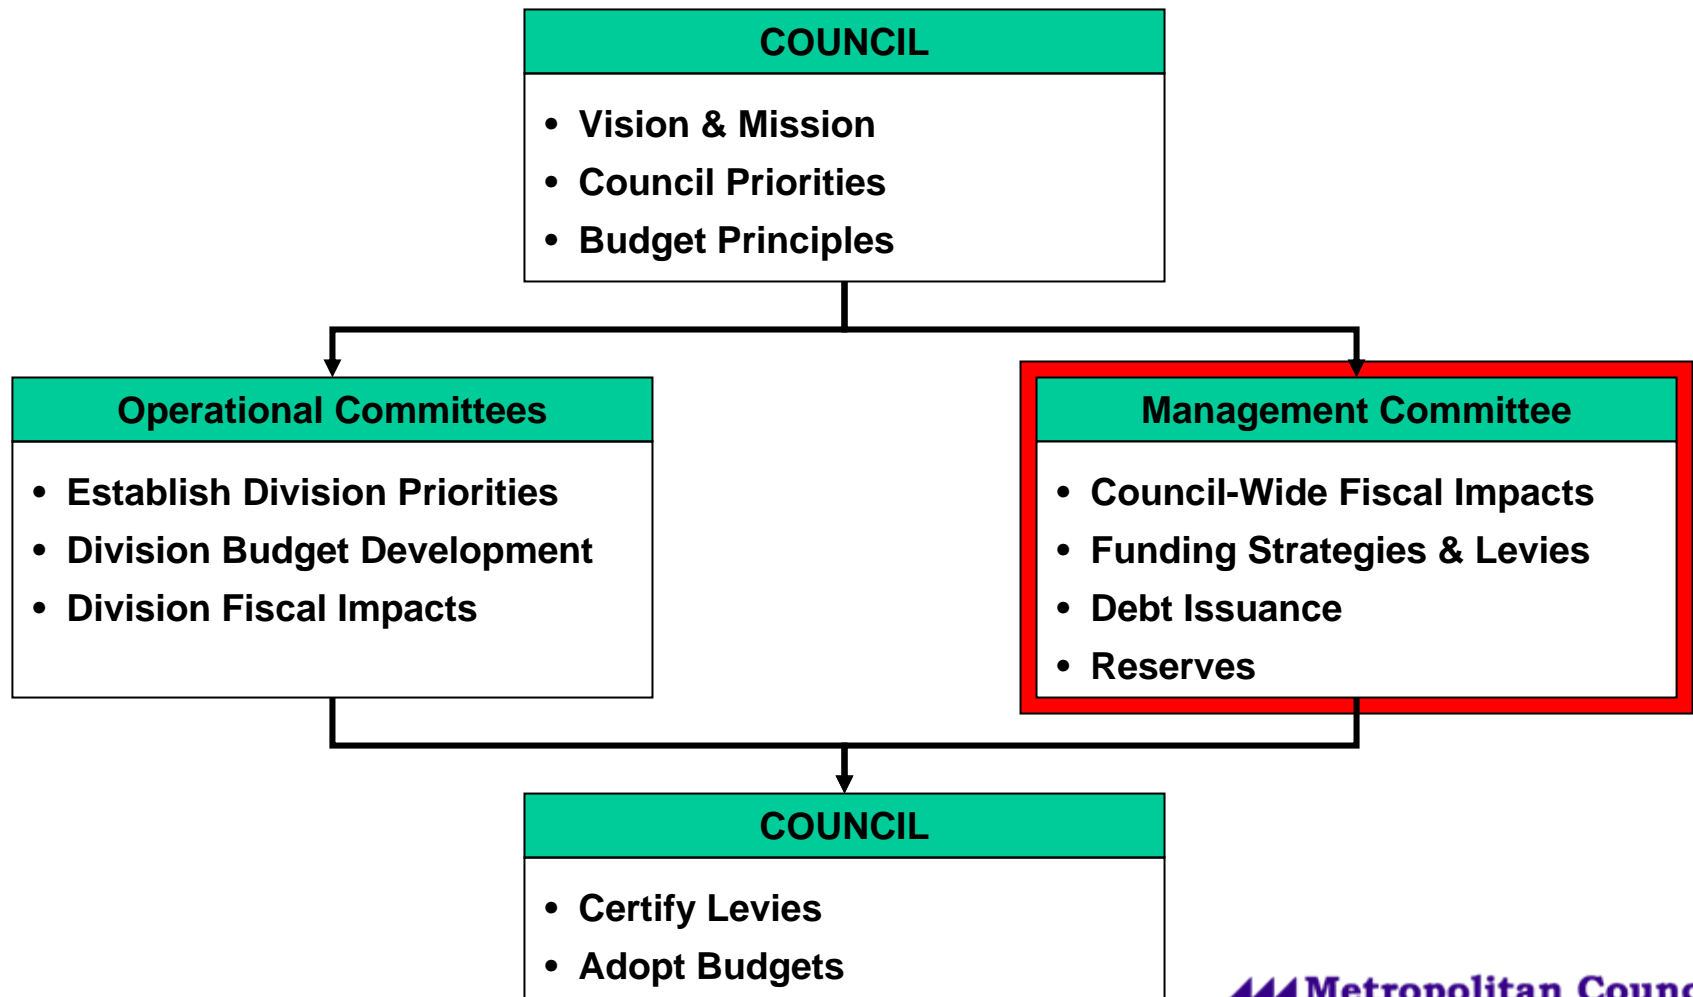 COUNCIL
• Vision & Mission
• Council Priorities
• Budget Principles
Operational Committees
• Establish Division Priorities
• Division Budget Development
• Division Fiscal Impacts
Management Committee
• Council-Wide Fiscal Impacts
• Funding Strategies & Levies
• Debt Issuance
• Reserves
COUNCIL
• Certify Levies
• Adopt Budgets
Metropolitan Counc